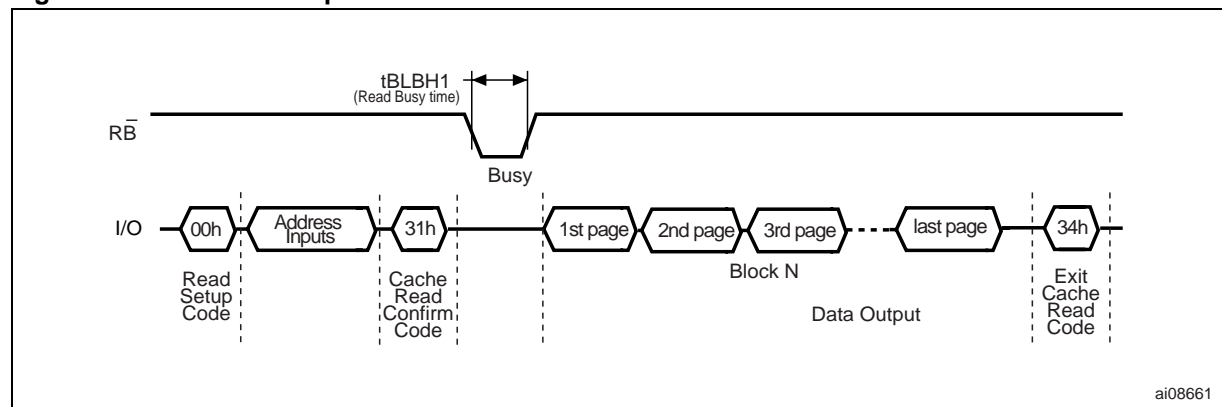 tBLBH1
(Read Busy time)
RB̅
Busy
I/O
00h
Address
Inputs
31h
1st page
2nd page
3rd page
last page
34h
Block N
Read
Setup
Code
Cache
Read
Confirm
Code
Data Output
Exit
Cache
Read
Code
ai08661